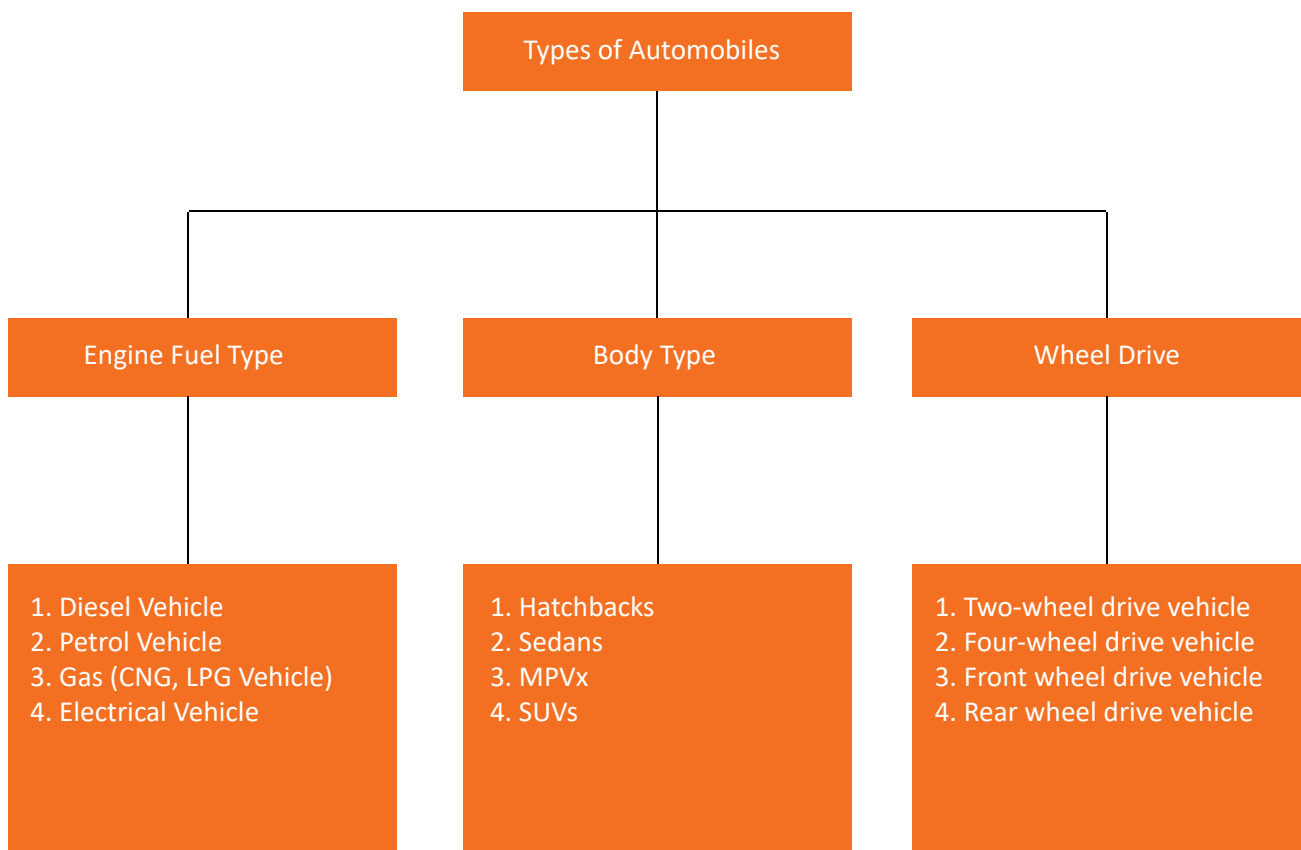 Types of Automobiles
Engine Fuel Type
Body Type
Wheel Drive
1. Diesel Vehicle
2. Petrol Vehicle
3. Gas (CNG, LPG Vehicle)
4. Electrical Vehicle
1. Hatchbacks
2. Sedans
3. MPVx
4. SUVs
1. Two-wheel drive vehicle
2. Four-wheel drive vehicle
3. Front wheel drive vehicle
4. Rear wheel drive vehicle